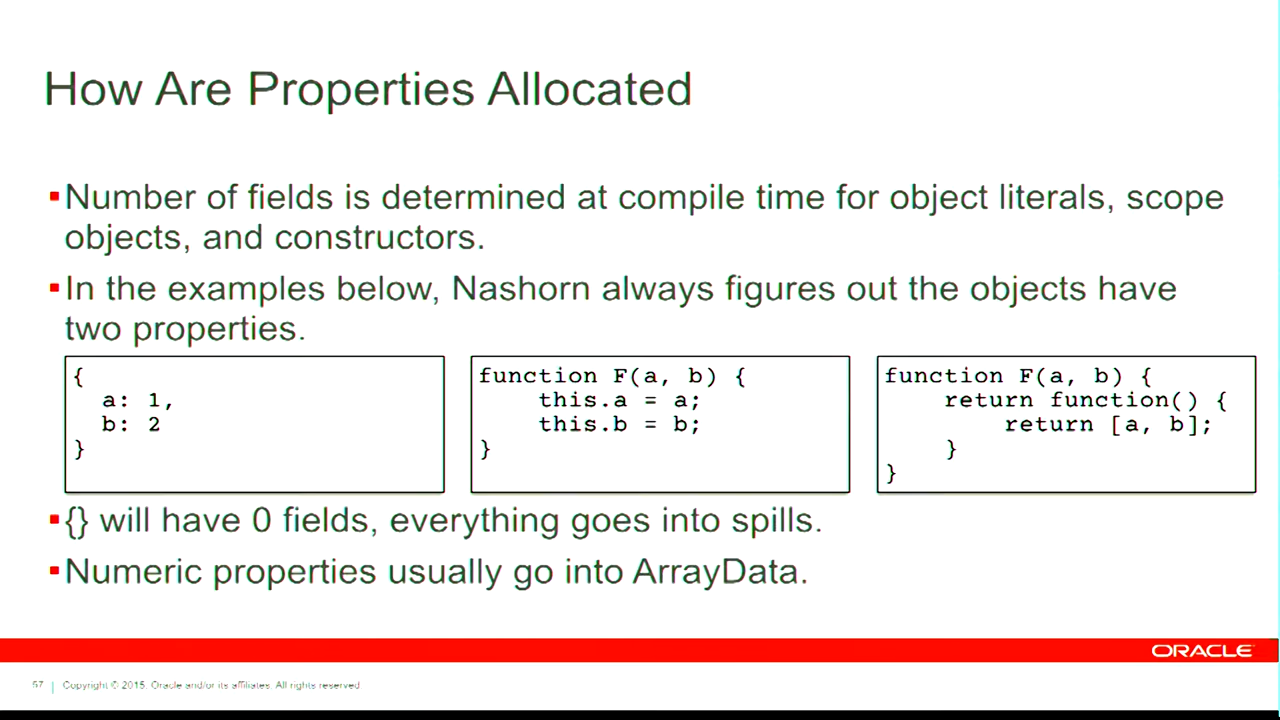 How Are Properties Allocated
▪Number of fields is determined at compile time for object literals, scope
objects, and constructors.
▪In the examples below, Nashorn always figures out the objects have
two properties.
{
  a: 1,
  b: 2
}
function F(a, b) {
    this.a = a;
    this.b = b;
}
function F(a, b) {
    return function() {
        return [a, b];
    }
}
▪{} will have 0 fields, everything goes into spills.
▪Numeric properties usually go into ArrayData.
ORACLE
57 | Copyright © 2015, Oracle and/or its affiliates. All rights reserved.